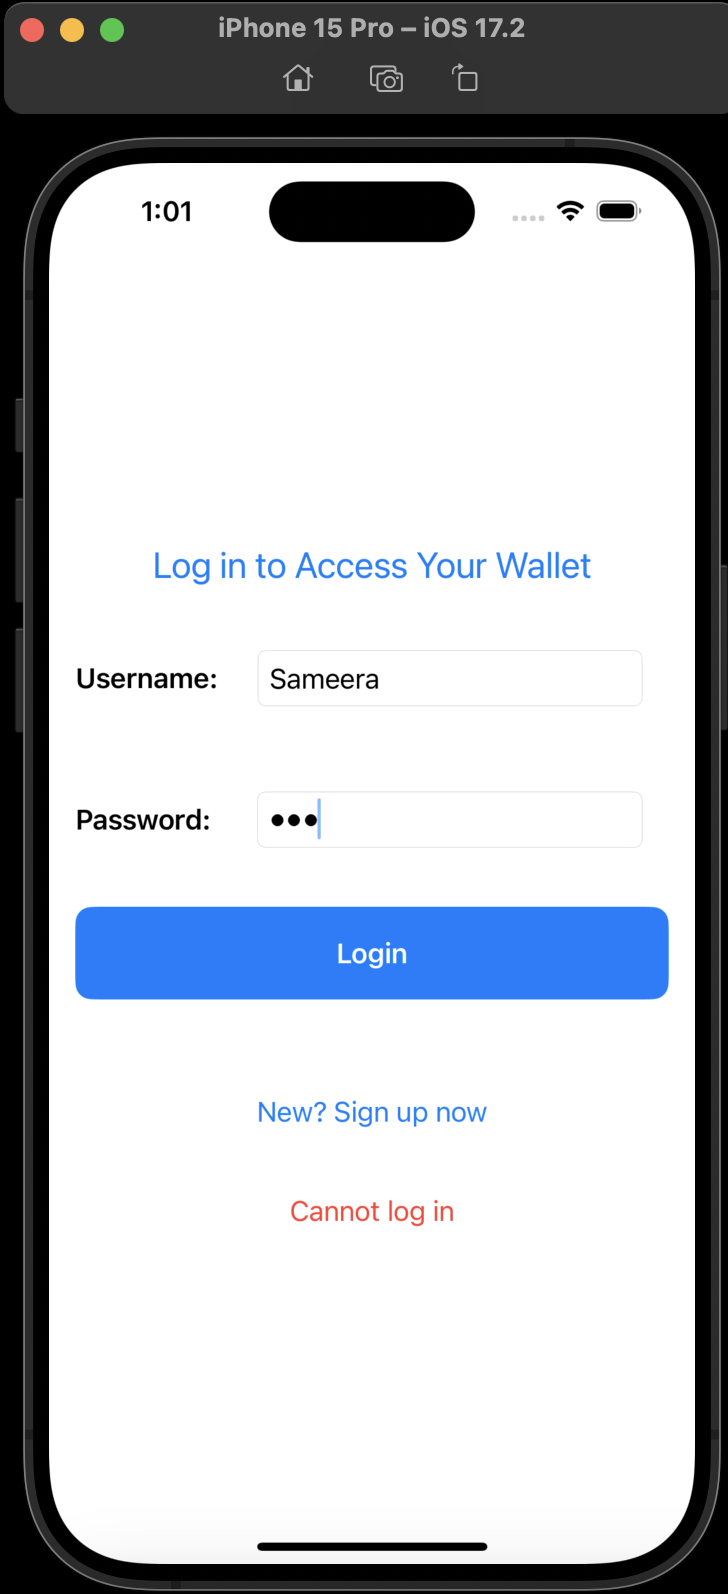 iPhone 15 Pro – iOS 17.2
1:01
Log in to Access Your Wallet
Username: Sameera
Password: •••
Login
New? Sign up now
Cannot log in